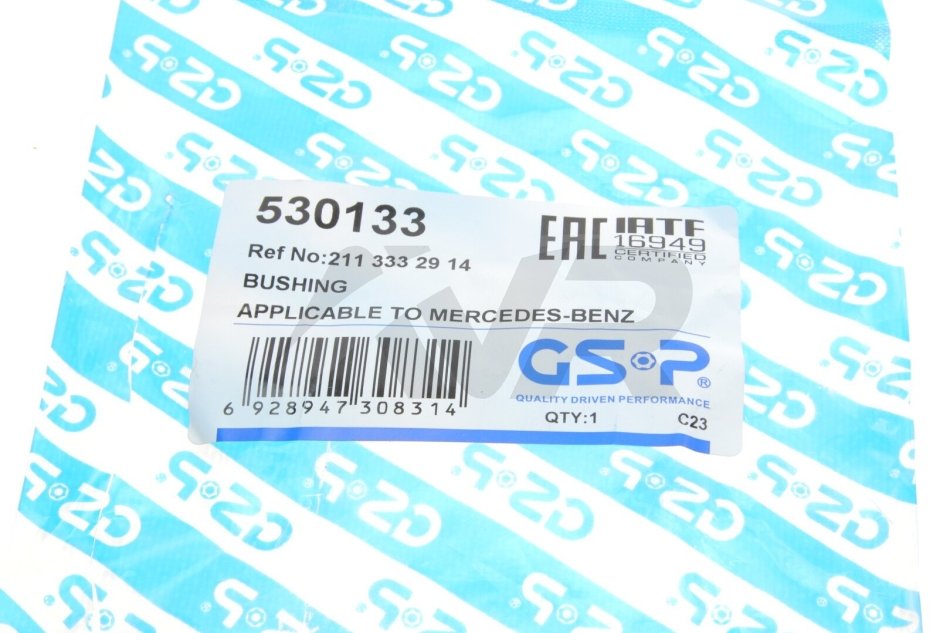 530133
EAC
IATF
16949
CERTIFIED
COMPANY
Ref No:211 333 29 14
BUSHING
APPLICABLE TO MERCEDES-BENZ
GSP®
QUALITY DRIVEN PERFORMANCE
6 928947 308314
QTY:1
C23